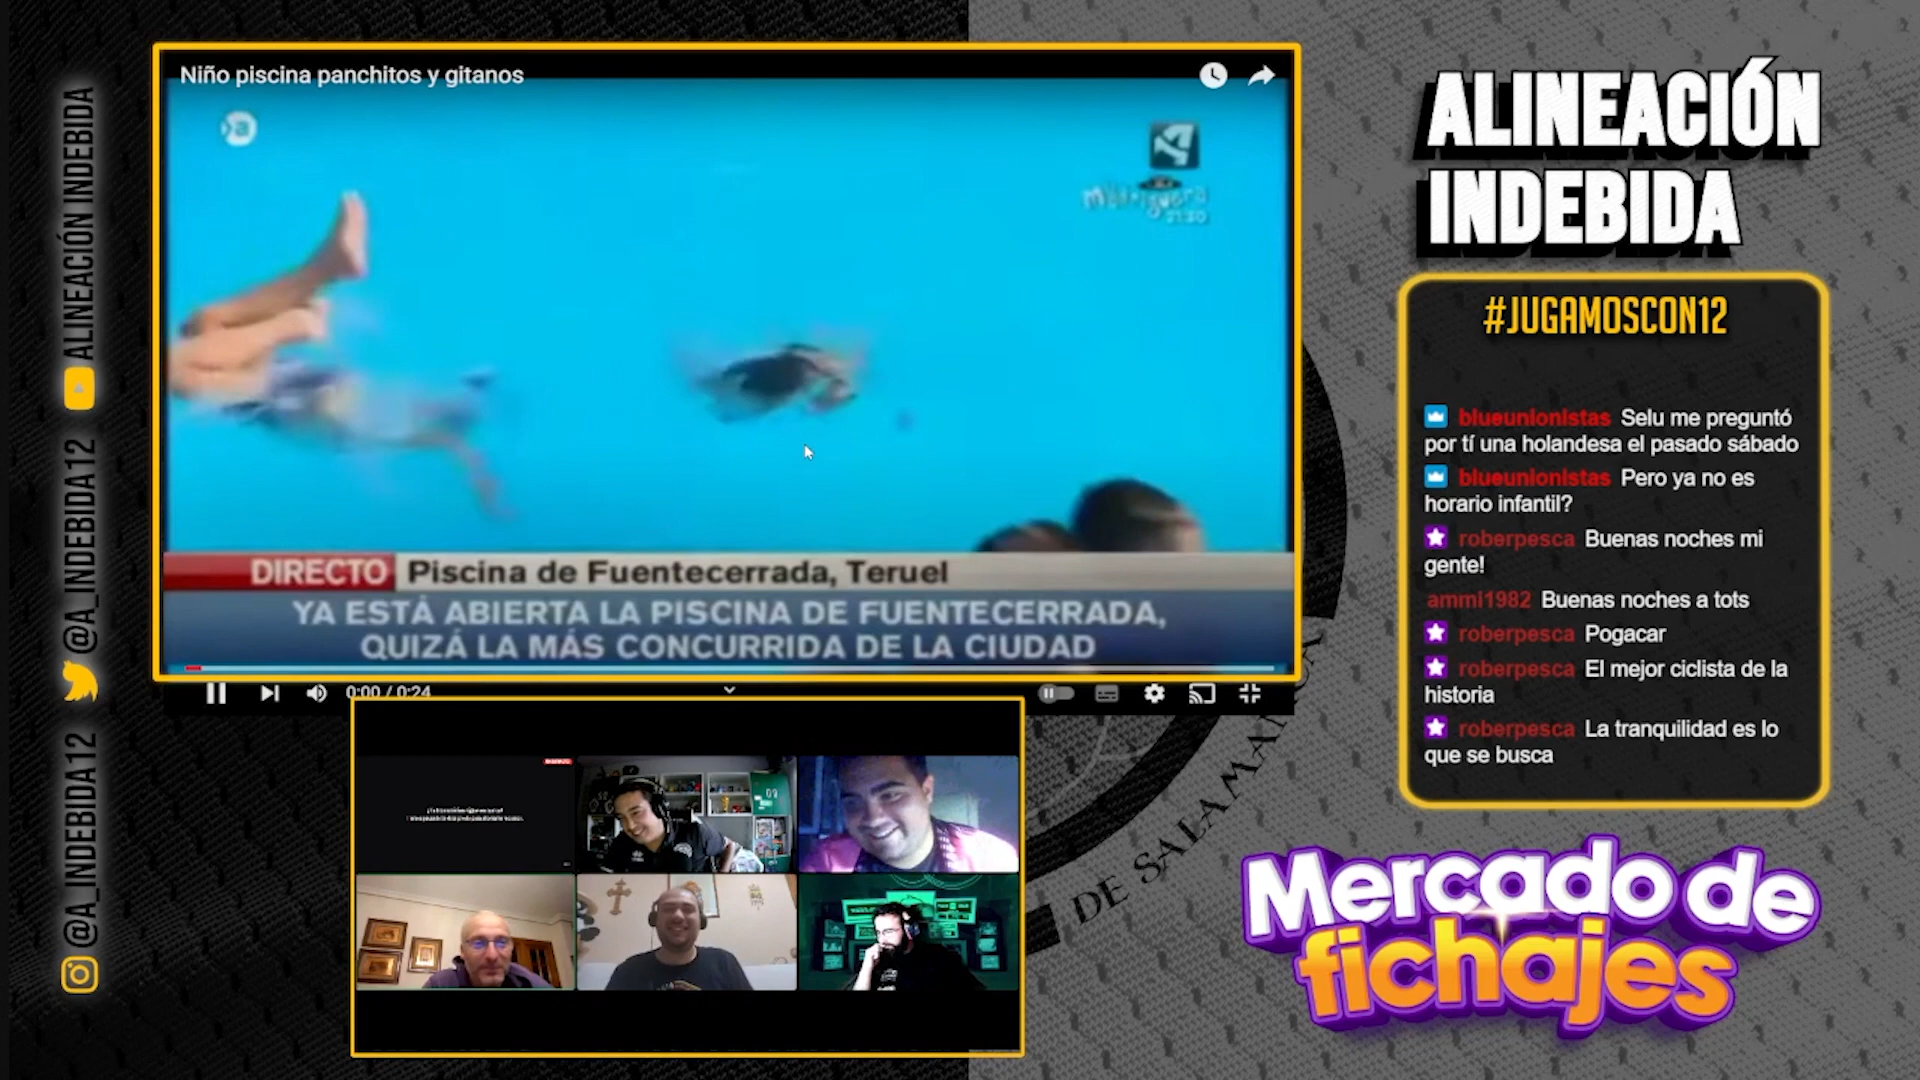 Niño piscina panchitos y gitanos
a
21:30
DIRECTO
Piscina de Fuentecerrada, Teruel
YA ESTÁ ABIERTA LA PISCINA DE FUENTECERRADA,
QUIZÁ LA MÁS CONCURRIDA DE LA CIUDAD
0:00 / 0:24
ALINEACIÓN INDEBIDA
@A_INDEBIDA12
@A_INDEBIDA12
ALINEACIÓN
INDEBIDA
#JUGAMOSCON12
blueunionistas Selu me preguntó
por tí una holandesa el pasado sábado
blueunionistas Pero ya no es
horario infantil?
roberpesca Buenas noches mi
gente!
ammi1982 Buenas noches a tots
roberpesca Pogacar
roberpesca El mejor ciclista de la
historia
roberpesca La tranquilidad es lo
que se busca
DE SALAMANCA
Mercado de
fichajes